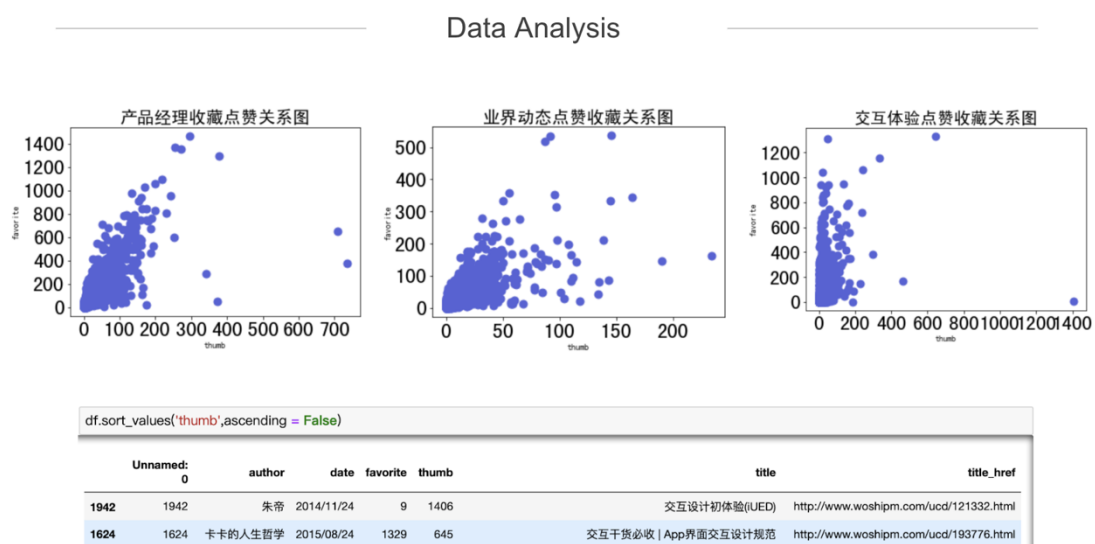 Data Analysis
产品经理收藏点赞关系图
业界动态点赞收藏关系图
交互体验点赞收藏关系图
favorite
1400
1200
1000
800
600
400
200
0
0 100 200 300 400 500 600 700
thumb
favorite
500
400
300
200
100
0
0 50 100 150 200
thumb
favorite
1200
1000
800
600
400
200
0
0 200 400 600 800 1000 1200 1400
thumb
df.sort_values('thumb',ascending = False)
Unnamed: 0 author date favorite thumb title title_href
1942 1942 朱帝 2014/11/24 9 1406 交互设计初体验(iUED) http://www.woshipm.com/ucd/121332.html
1624 1624 卡卡的人生哲学 2015/08/24 1329 645 交互干货必收 | App界面交互设计规范 http://www.woshipm.com/ucd/193776.html